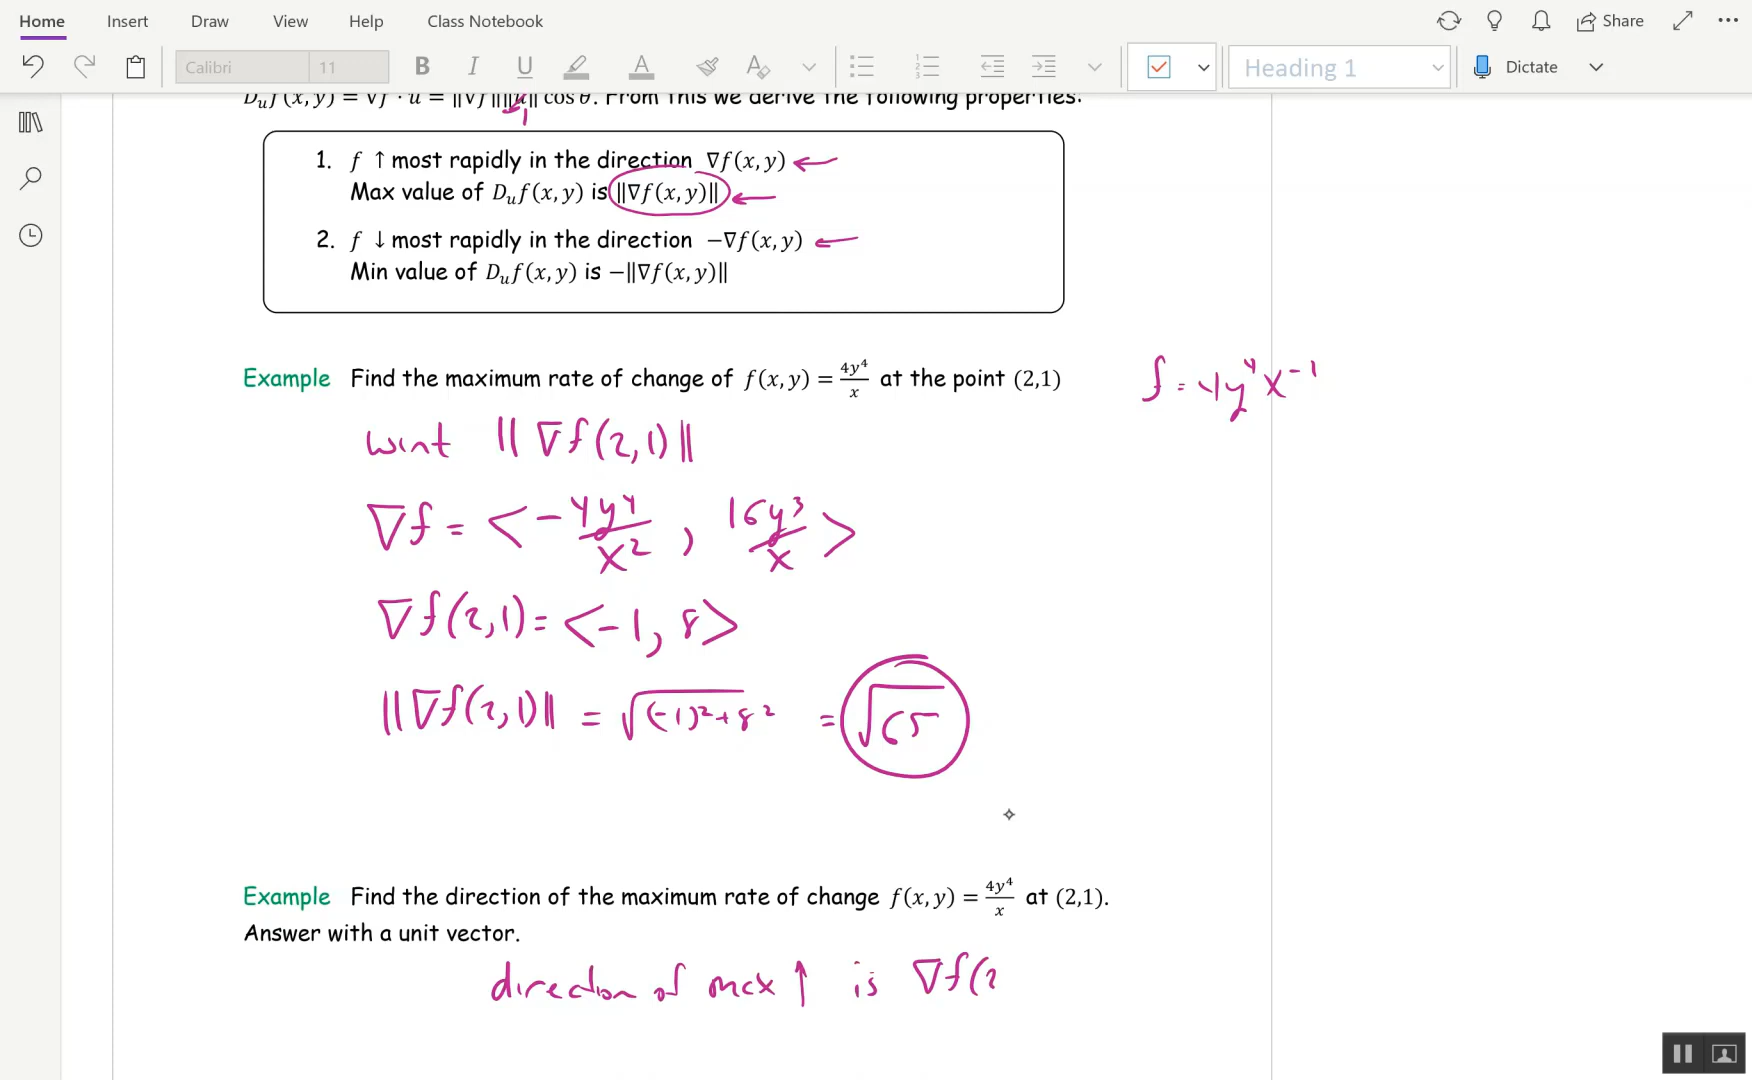 Home Insert Draw View Help Class Notebook Share
Calibri 11 B I U A A Heading 1 Dictate
D_u f(x, y) = ∇f · u = ‖∇f‖‖u‖ cos θ. From this we derive the following properties:
1
1. f ↑ most rapidly in the direction ∇f(x, y) ←
Max value of D_u f(x, y) is ‖∇f(x, y)‖ ←
2. f ↓ most rapidly in the direction −∇f(x, y) ←
Min value of D_u f(x, y) is −‖∇f(x, y)‖
Example Find the maximum rate of change of f(x, y) = 4y⁴/x at the point (2,1)
f = 4y⁴x⁻¹
want ‖∇f(2,1)‖
∇f = <−4y⁴/x², 16y³/x>
∇f(2,1) = <−1, 8>
‖∇f(2,1)‖ = √(−1)²+8² = √65
Example Find the direction of the maximum rate of change f(x, y) = 4y⁴/x at (2,1).
Answer with a unit vector.
direction of max ↑ is ∇f(2